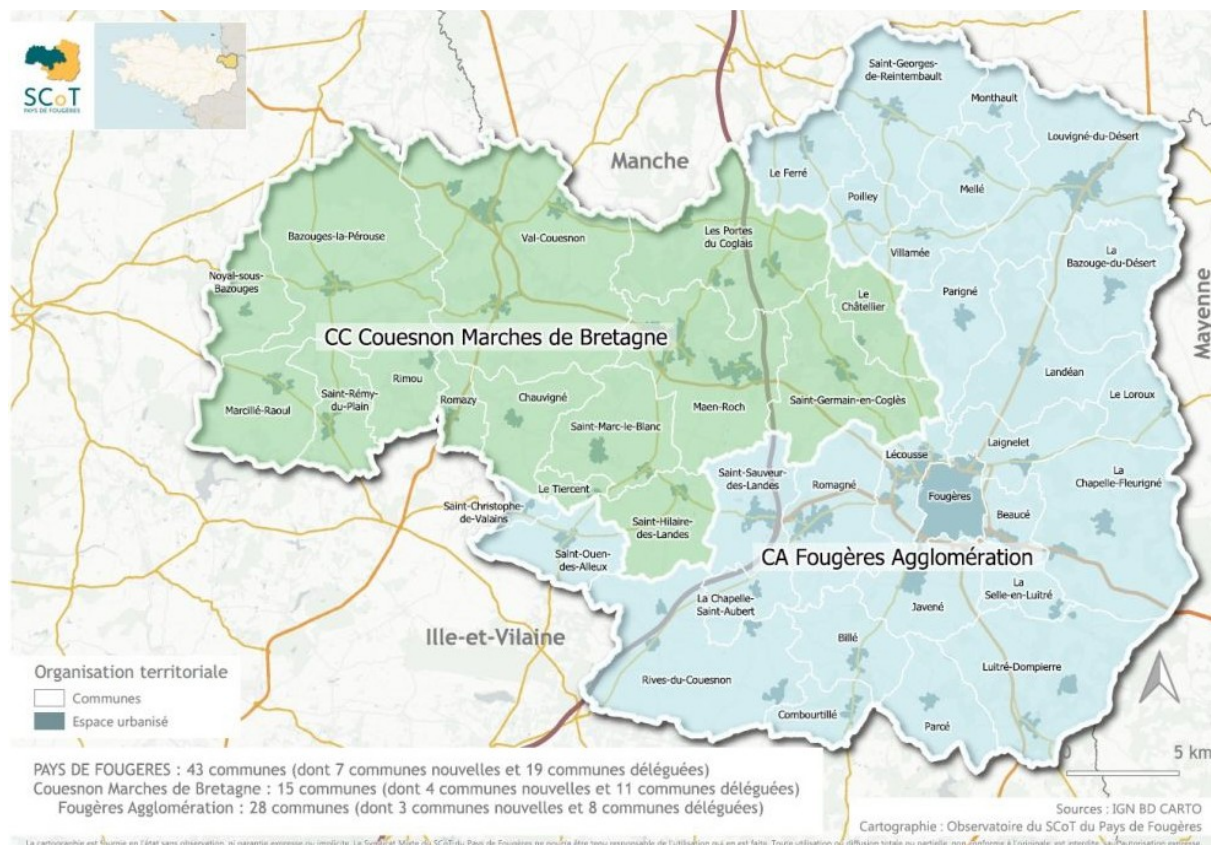 SCoT
PAYS DE FOUGÈRES
Manche
Mayenne
Ille-et-Vilaine
Saint-Georges-
de-Reintembault
Monthault
Louvigné-du-Désert
Le Ferré
Poilley
Mellé
Villamée
La
Bazouge-du-Désert
Parigné
Landéan
Le Loroux
Bazouges-la-Pérouse
Val-Couesnon
Les Portes
du Coglais
Noyal-sous-
Bazouges
Le
Châtellier
CC Couesnon Marches de Bretagne
Marcillé-Raoul
Saint-Rémy-
du-Plain
Rimou
Romazy
Chauvigné
Saint-Marc-le-Blanc
Maen-Roch
Saint-Germain-en-Coglès
Le Tiercent
Saint-Hilaire-
des-Landes
Saint-Christophe-
de-Valains
Saint-Ouen-
des-Alleux
Saint-Sauveur-
des-Landes
Romagné
Lécousse
Laignelet
Fougères
Beaucé
La
Chapelle-Fleurigné
CA Fougères Agglomération
La Chapelle-
Saint-Aubert
Javené
La
Selle-en-Luitré
Billé
Rives-du-Couesnon
Luitré-Dompierre
Combourtillé
Parcé
Organisation territoriale
Communes
Espace urbanisé
0 5 km
PAYS DE FOUGERES : 43 communes (dont 7 communes nouvelles et 19 communes déléguées)
Couesnon Marches de Bretagne : 15 communes (dont 4 communes nouvelles et 11 communes déléguées)
Fougères Agglomération : 28 communes (dont 3 communes nouvelles et 8 communes déléguées)
Sources : IGN BD CARTO
Cartographie : Observatoire du SCoT du Pays de Fougères